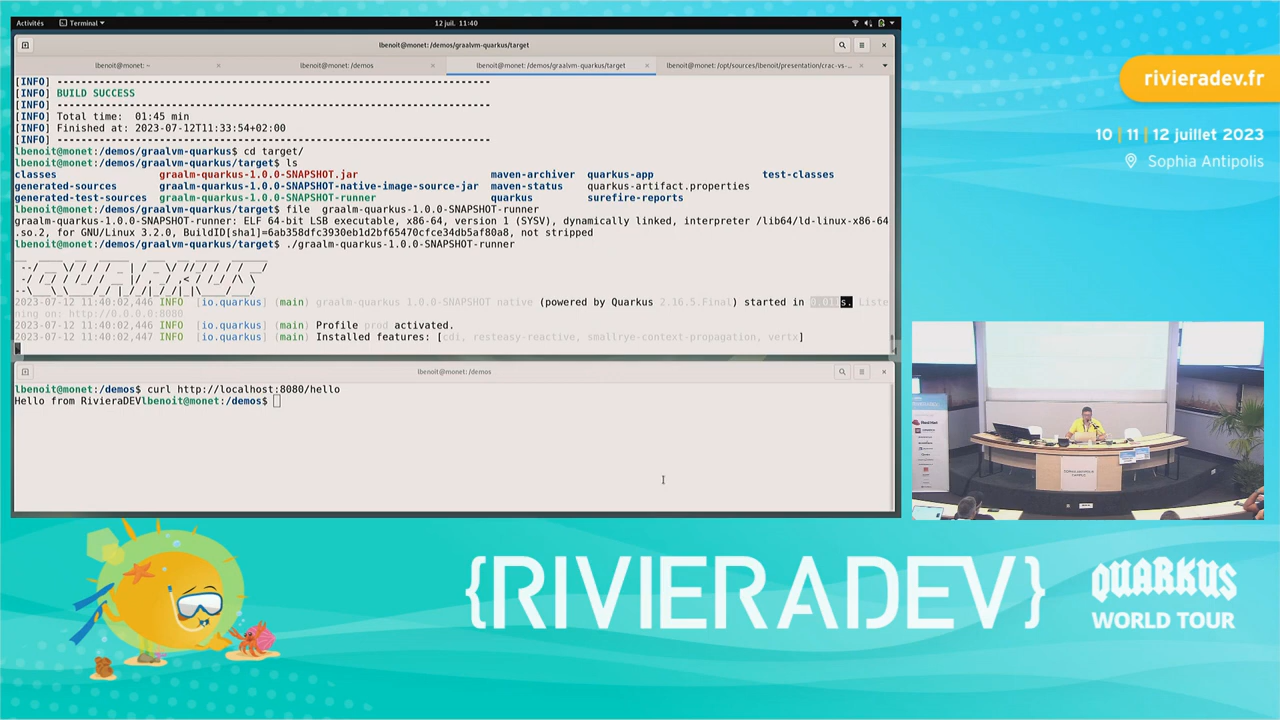 Activités
Terminal
12 juil. 11:40
lbenoit@monet: /demos/graalvm-quarkus/target
lbenoit@monet: ~
lbenoit@monet: /demos
lbenoit@monet: /demos/graalvm-quarkus/target
lbenoit@monet: /opt/sources/lbenoit/presentation/crac-vs-...
[INFO] ------------------------------------------------------------------------
[INFO] BUILD SUCCESS
[INFO] ------------------------------------------------------------------------
[INFO] Total time:  01:45 min
[INFO] Finished at: 2023-07-12T11:33:54+02:00
[INFO] ------------------------------------------------------------------------
lbenoit@monet:/demos/graalvm-quarkus$ cd target/
lbenoit@monet:/demos/graalvm-quarkus/target$ ls
classes graalm-quarkus-1.0.0-SNAPSHOT.jar maven-archiver quarkus-app test-classes
generated-sources graalm-quarkus-1.0.0-SNAPSHOT-native-image-source-jar maven-status quarkus-artifact.properties
generated-test-sources graalm-quarkus-1.0.0-SNAPSHOT-runner quarkus surefire-reports
lbenoit@monet:/demos/graalvm-quarkus/target$ file  graalm-quarkus-1.0.0-SNAPSHOT-runner
graalm-quarkus-1.0.0-SNAPSHOT-runner: ELF 64-bit LSB executable, x86-64, version 1 (SYSV), dynamically linked, interpreter /lib64/ld-linux-x86-64
.so.2, for GNU/Linux 3.2.0, BuildID[sha1]=6ab358dfc3930eb1d2bf65470cfce34db5af80a8, not stripped
lbenoit@monet:/demos/graalvm-quarkus/target$ ./graalm-quarkus-1.0.0-SNAPSHOT-runner
2023-07-12 11:40:02,446 INFO  [io.quarkus] (main) graalm-quarkus 1.0.0-SNAPSHOT native (powered by Quarkus 2.16.5.Final) started in 0.011s. Liste
ning on: http://0.0.0.0:8080
2023-07-12 11:40:02,446 INFO  [io.quarkus] (main) Profile prod activated.
2023-07-12 11:40:02,447 INFO  [io.quarkus] (main) Installed features: [cdi, resteasy-reactive, smallrye-context-propagation, vertx]
lbenoit@monet: /demos
lbenoit@monet:/demos$ curl http://localhost:8080/hello
Hello from RivieraDEVlbenoit@monet:/demos$
rivieradev.fr
10 | 11 | 12 juillet 2023
Sophia Antipolis
{RIVIERADEV}
QUARKUS
WORLD TOUR